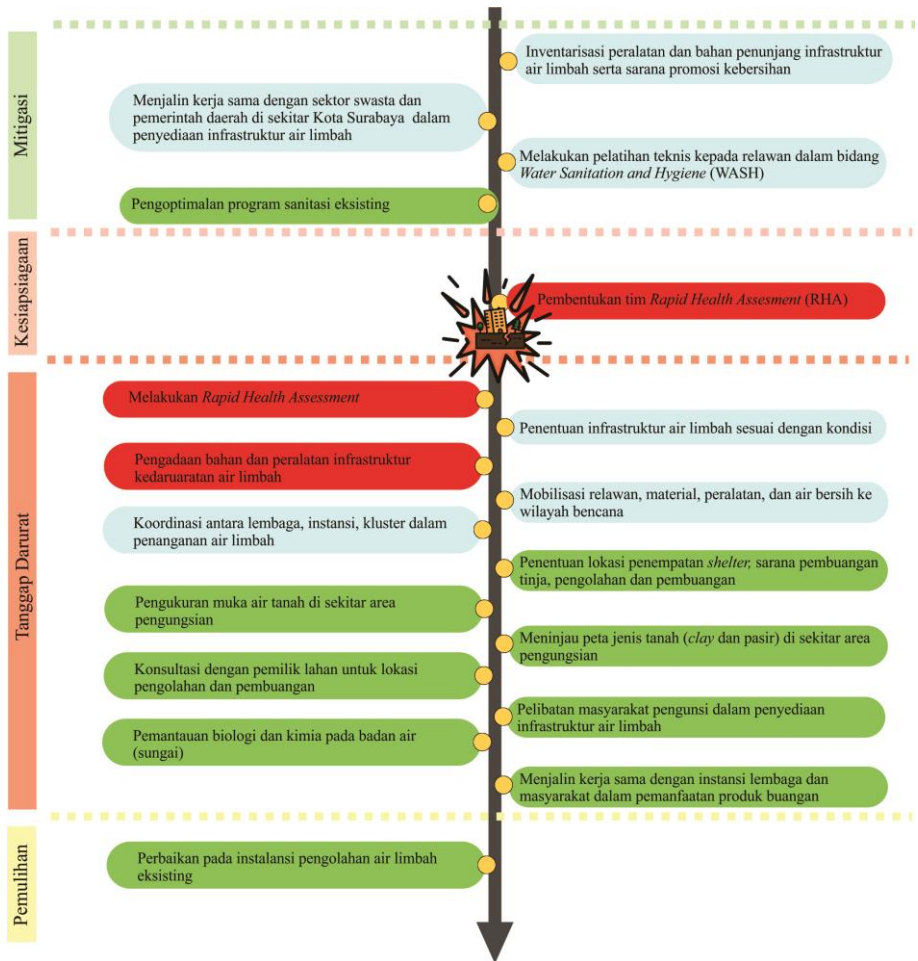 Mitigasi
Inventarisasi peralatan dan bahan penunjang infrastruktur
air limbah serta sarana promosi kebersihan
Menjalin kerja sama dengan sektor swasta dan
pemerintah daerah di sekitar Kota Surabaya dalam
penyediaan infrastruktur air limbah
Melakukan pelatihan teknis kepada relawan dalam bidang
Water Sanitation and Hygiene (WASH)
Pengoptimalan program sanitasi eksisting
Kesiapsiagaan
Pembentukan tim Rapid Health Assesment (RHA)
Tanggap Darurat
Melakukan Rapid Health Assessment
Penentuan infrastruktur air limbah sesuai dengan kondisi
Pengadaan bahan dan peralatan infrastruktur
kedaruaratan air limbah
Mobilisasi relawan, material, peralatan, dan air bersih ke
wilayah bencana
Koordinasi antara lembaga, instansi, kluster dalam
penanganan air limbah
Penentuan lokasi penempatan shelter, sarana pembuangan
tinja, pengolahan dan pembuangan
Pengukuran muka air tanah di sekitar area
pengungsian
Meninjau peta jenis tanah (clay dan pasir) di sekitar area
pengungsian
Konsultasi dengan pemilik lahan untuk lokasi
pengolahan dan pembuangan
Pelibatan masyarakat pengunsi dalam penyediaan
infrastruktur air limbah
Pemantauan biologi dan kimia pada badan air
(sungai)
Menjalin kerja sama dengan instansi lembaga dan
masyarakat dalam pemanfaatan produk buangan
Pemulihan
Perbaikan pada instalansi pengolahan air limbah
eksisting